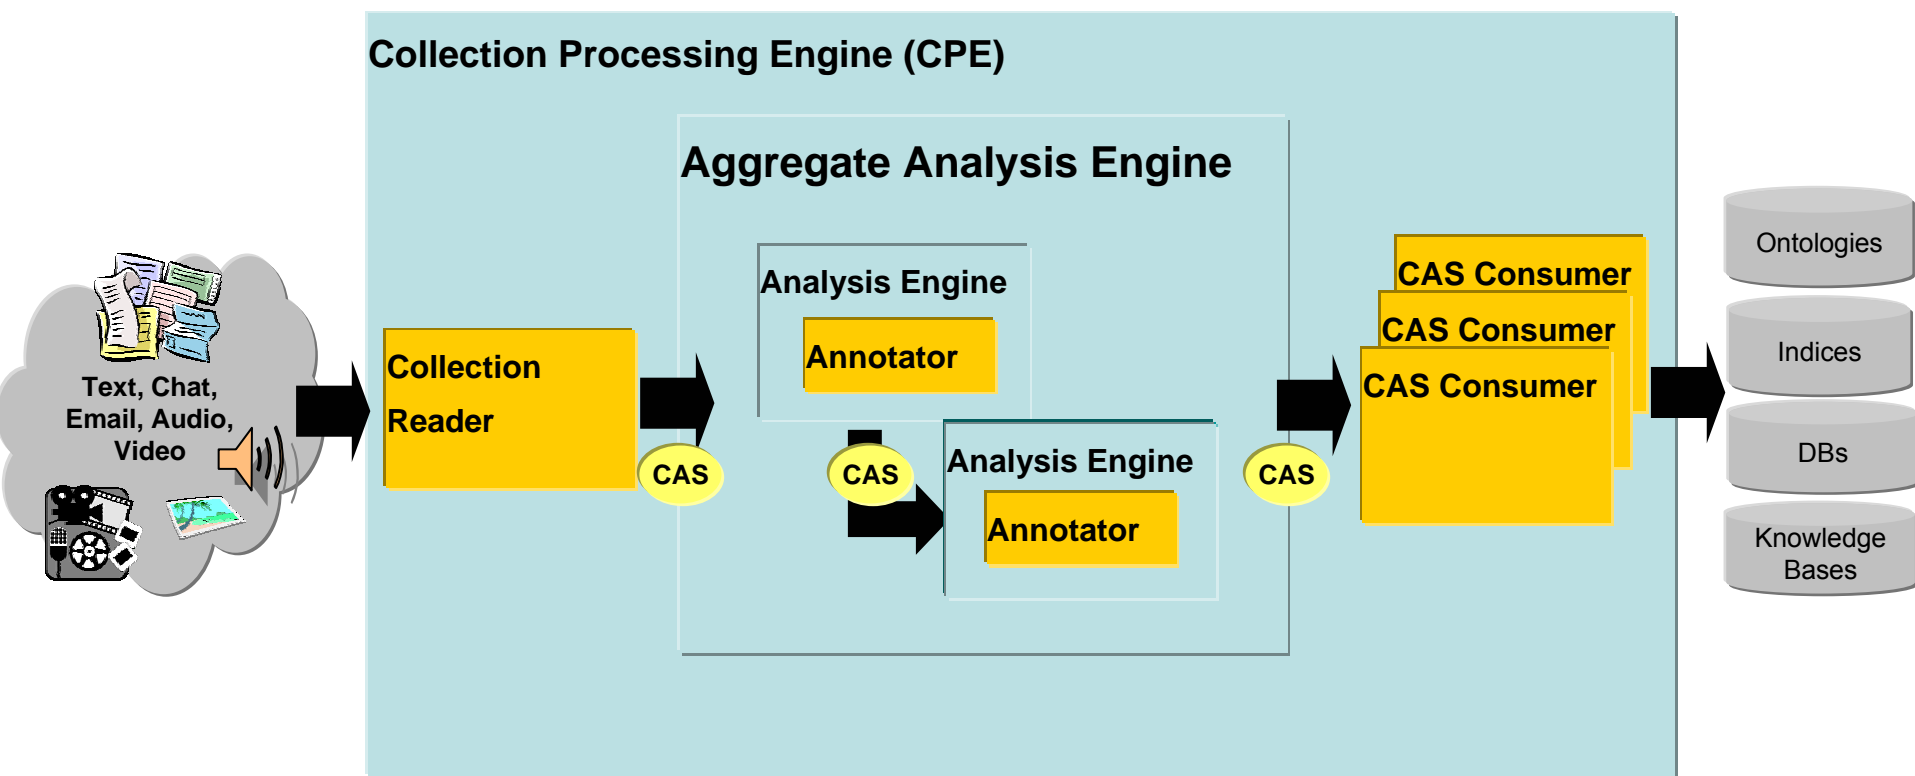 Collection Processing Engine (CPE)
Aggregate Analysis Engine
Text, Chat,
Email, Audio,
Video
Collection
Reader
CAS
Analysis Engine
Annotator
CAS
Analysis Engine
Annotator
CAS
CAS Consumer
CAS Consumer
CAS Consumer
Ontologies
Indices
DBs
Knowledge
Bases